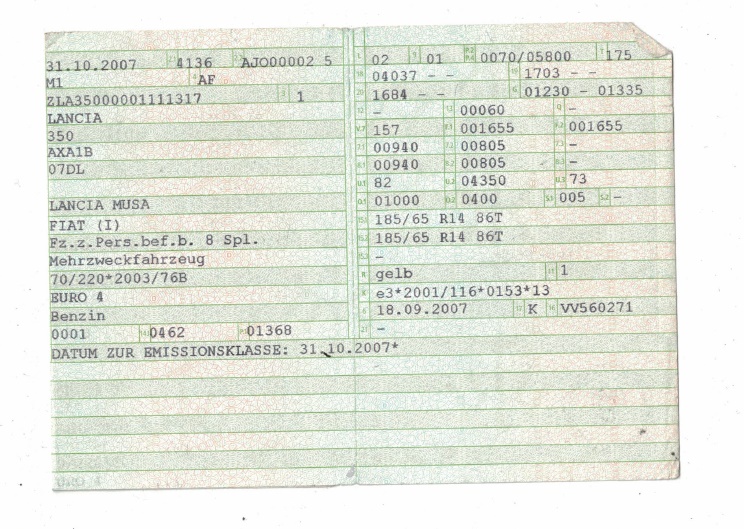 31.10.2007 4136 AJO00002 5
M1 AF
ZLA35000001111317 1
LANCIA
350
AXA1B
07DL
LANCIA MUSA
FIAT (I)
Fz.z.Pers.bef.b. 8 Spl.
Mehrzweckfahrzeug
70/220*2003/76B
EURO 4
Benzin
0001 0462 01368
DATUM ZUR EMISSIONSKLASSE: 31.10.2007*
02 01 0070/05800 175
04037 - - 1703 - -
1684 - - 01230 - 01335
- 00060 -
157 001655 001655
00940 00805 -
00940 00805 -
82 04350 73
01000 0400 005 -
185/65 R14 86T
185/65 R14 86T
-
gelb 1
e3*2001/116*0153*13
18.09.2007 K VV560271
-